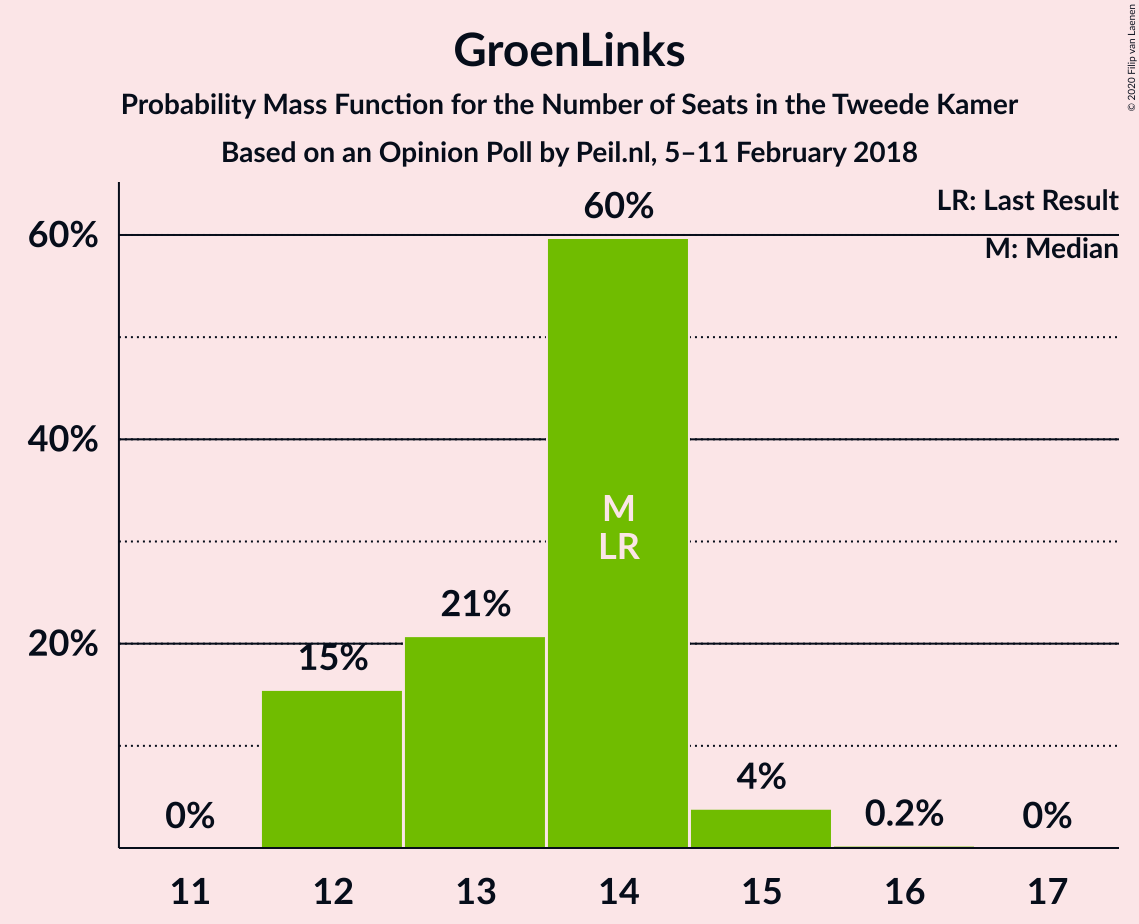 GroenLinks
Probability Mass Function for the Number of Seats in the Tweede Kamer
Based on an Opinion Poll by Peil.nl, 5–11 February 2018
© 2020 Filip van Laenen
LR: Last Result
M: Median
60%
40%
20%
0%
15%
21%
60%
M
LR
4%
0.2%
0%
11
12
13
14
15
16
17